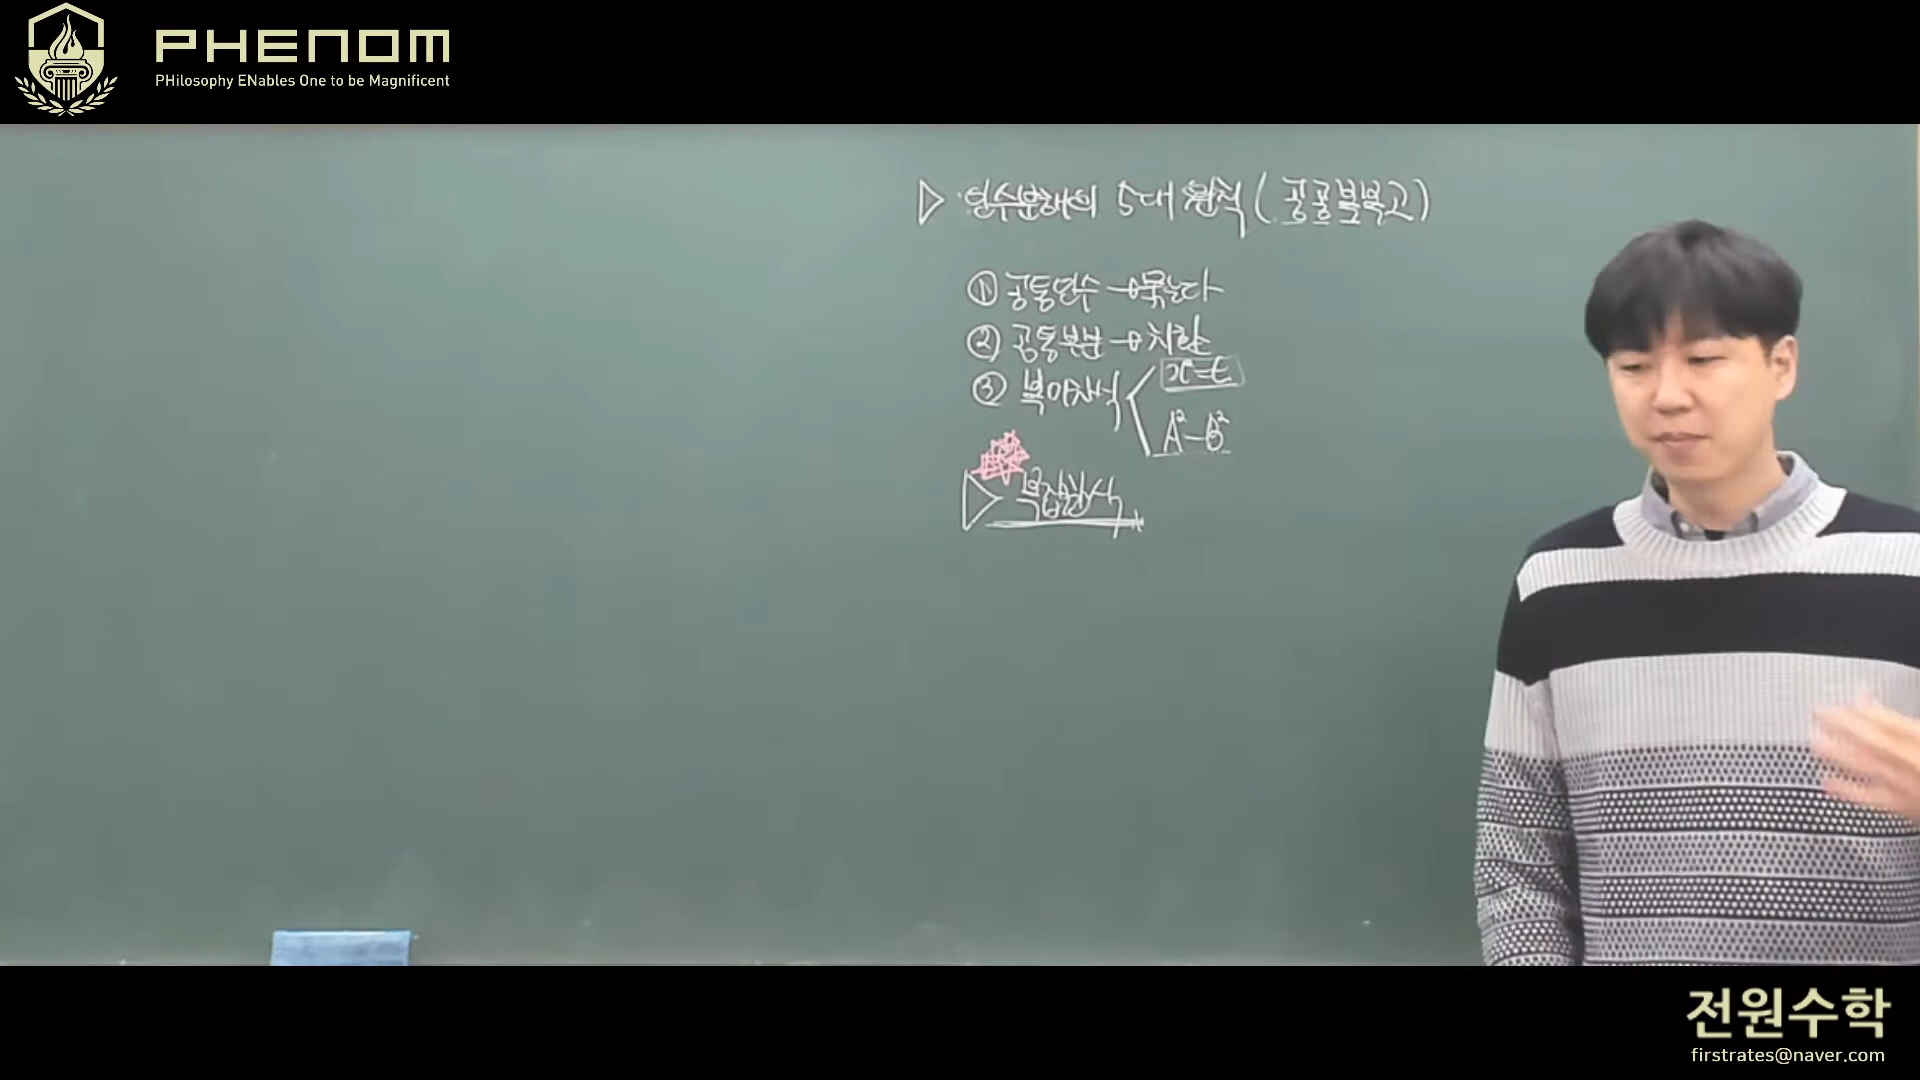 PHENOM
PHilosophy ENables One to be Magnificent
▷ 인수분해의 5대 원칙 (공공복복고)
① 공통인수 → 묶는다
② 공통부분 → 치환
③ 복이차식
x²=t
A²-B²
▷ 복잡한식
전원수학
firstrates@naver.com